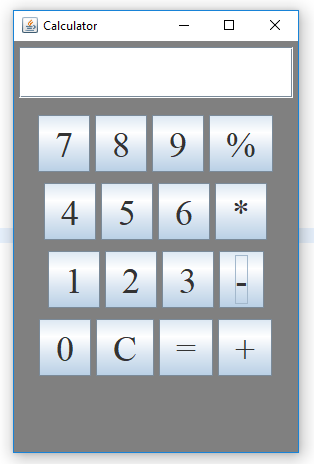 Calculator
7 8 9 %
4 5 6 *
1 2 3 -
0 C = +